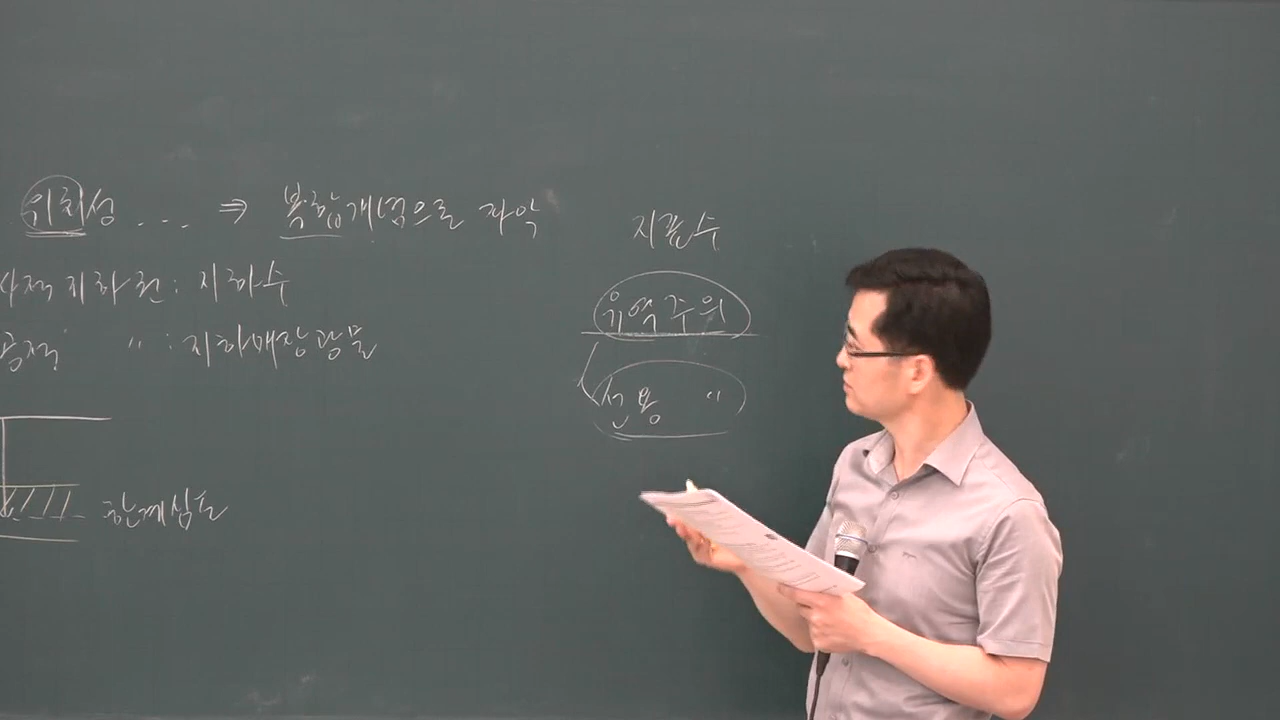 위치성 ... ⇒ 복합개념으로 파악
사적 지하권 : 지하수
공적 〃 : 지하매장광물
한계심도
지표수
유역주의
선용 〃